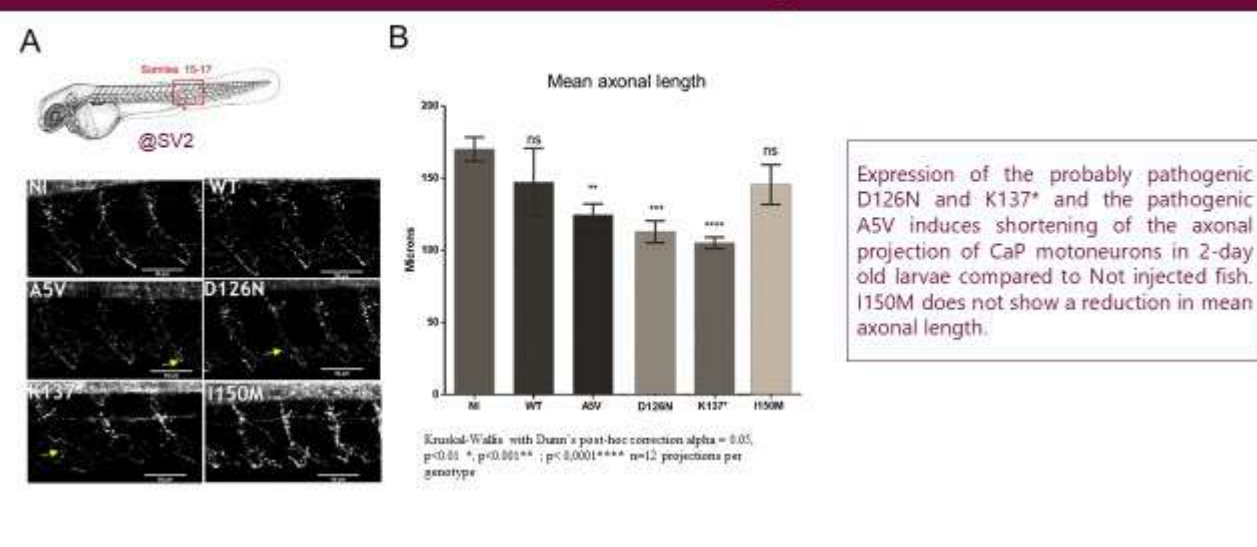 A
Somites 15-17
@SV2
NI
WT
A5V
D126N
K137*
I150M
B
Mean axonal length
Microns
200
150
100
50
0
ns
**
***
****
ns
NI
WT
A5V
D126N
K137*
I150M
Kruskal-Wallis with Dunn's post-hoc correction alpha = 0.05,
p<0.01 *, p<0.001** ; p< 0,0001**** n=12 projections per
genotype
Expression of the probably pathogenic
D126N and K137* and the pathogenic
A5V induces shortening of the axonal
projection of CaP motoneurons in 2-day
old larvae compared to Not injected fish.
I150M does not show a reduction in mean
axonal length.